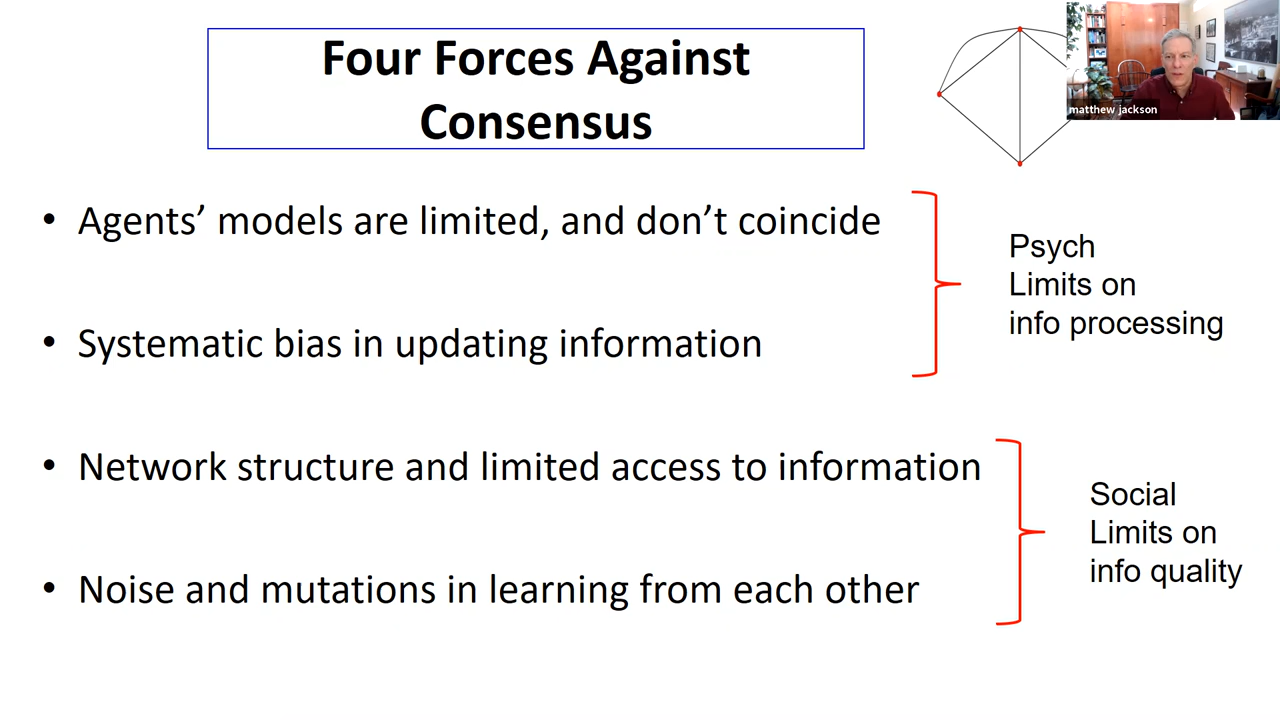 Four Forces Against
Consensus
matthew jackson
• Agents’ models are limited, and don’t coincide
• Systematic bias in updating information
Psych
Limits on
info processing
• Network structure and limited access to information
• Noise and mutations in learning from each other
Social
Limits on
info quality